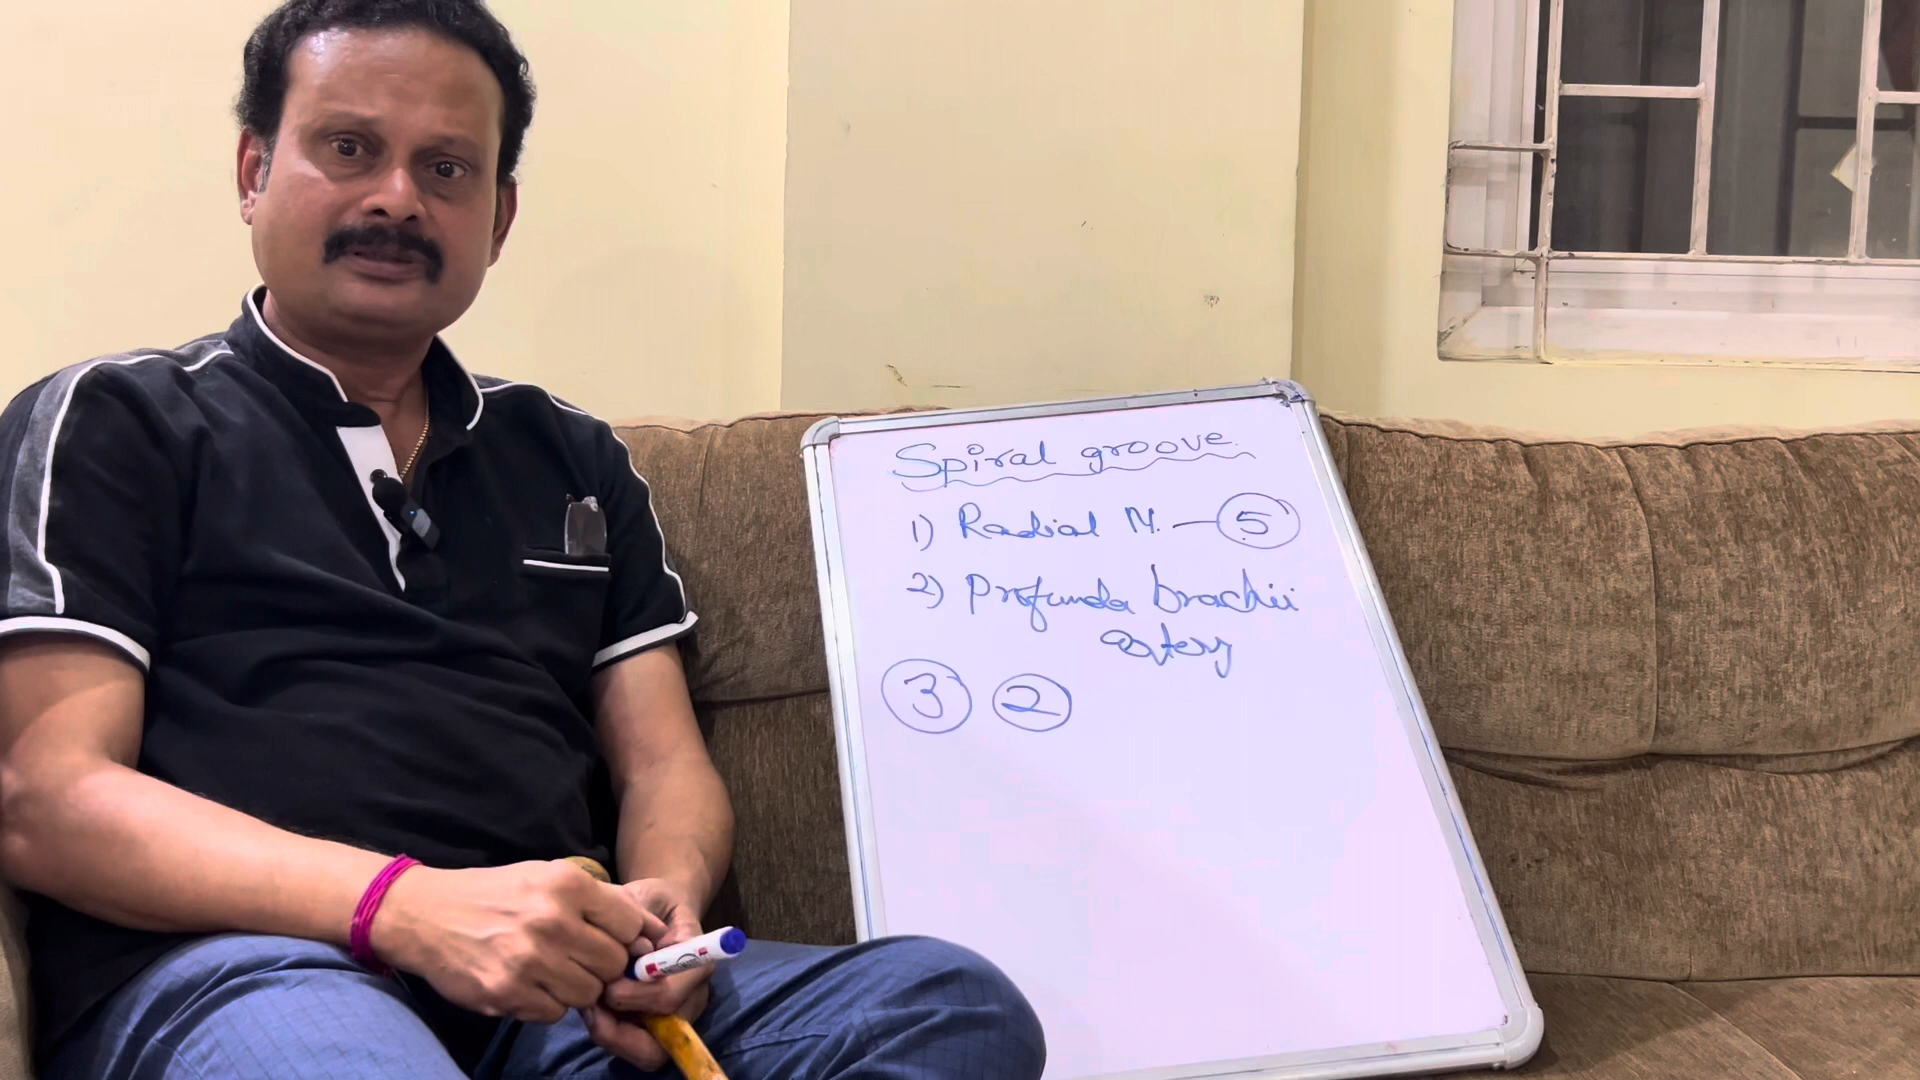 Spiral groove
1) Radial N. — 5
2) Profunda brachii
artery
3 2